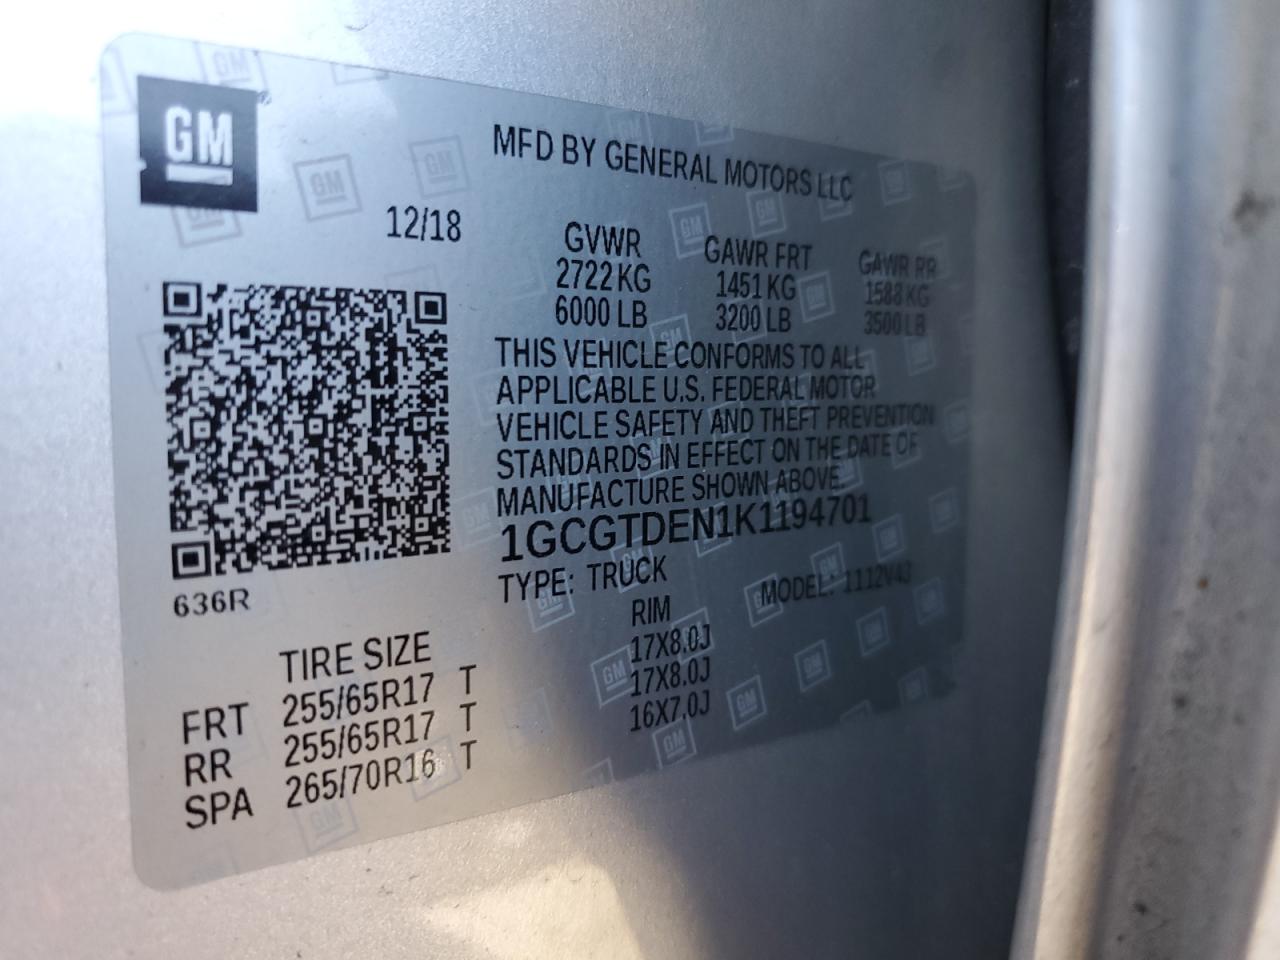 GM
MFD BY GENERAL MOTORS LLC
12/18
GVWR GAWR FRT GAWR RR
2722 KG 1451 KG 1588 KG
6000 LB 3200 LB 3500 LB
THIS VEHICLE CONFORMS TO ALL
APPLICABLE U.S. FEDERAL MOTOR
VEHICLE SAFETY AND THEFT PREVENTION
STANDARDS IN EFFECT ON THE DATE OF
MANUFACTURE SHOWN ABOVE.
1GCGTDEN1K1194701
TYPE: TRUCK MODEL: 1112V43
636R
TIRE SIZE RIM
FRT 255/65R17 T 17X8.0J
RR 255/65R17 T 17X8.0J
SPA 265/70R16 T 16X7.0J